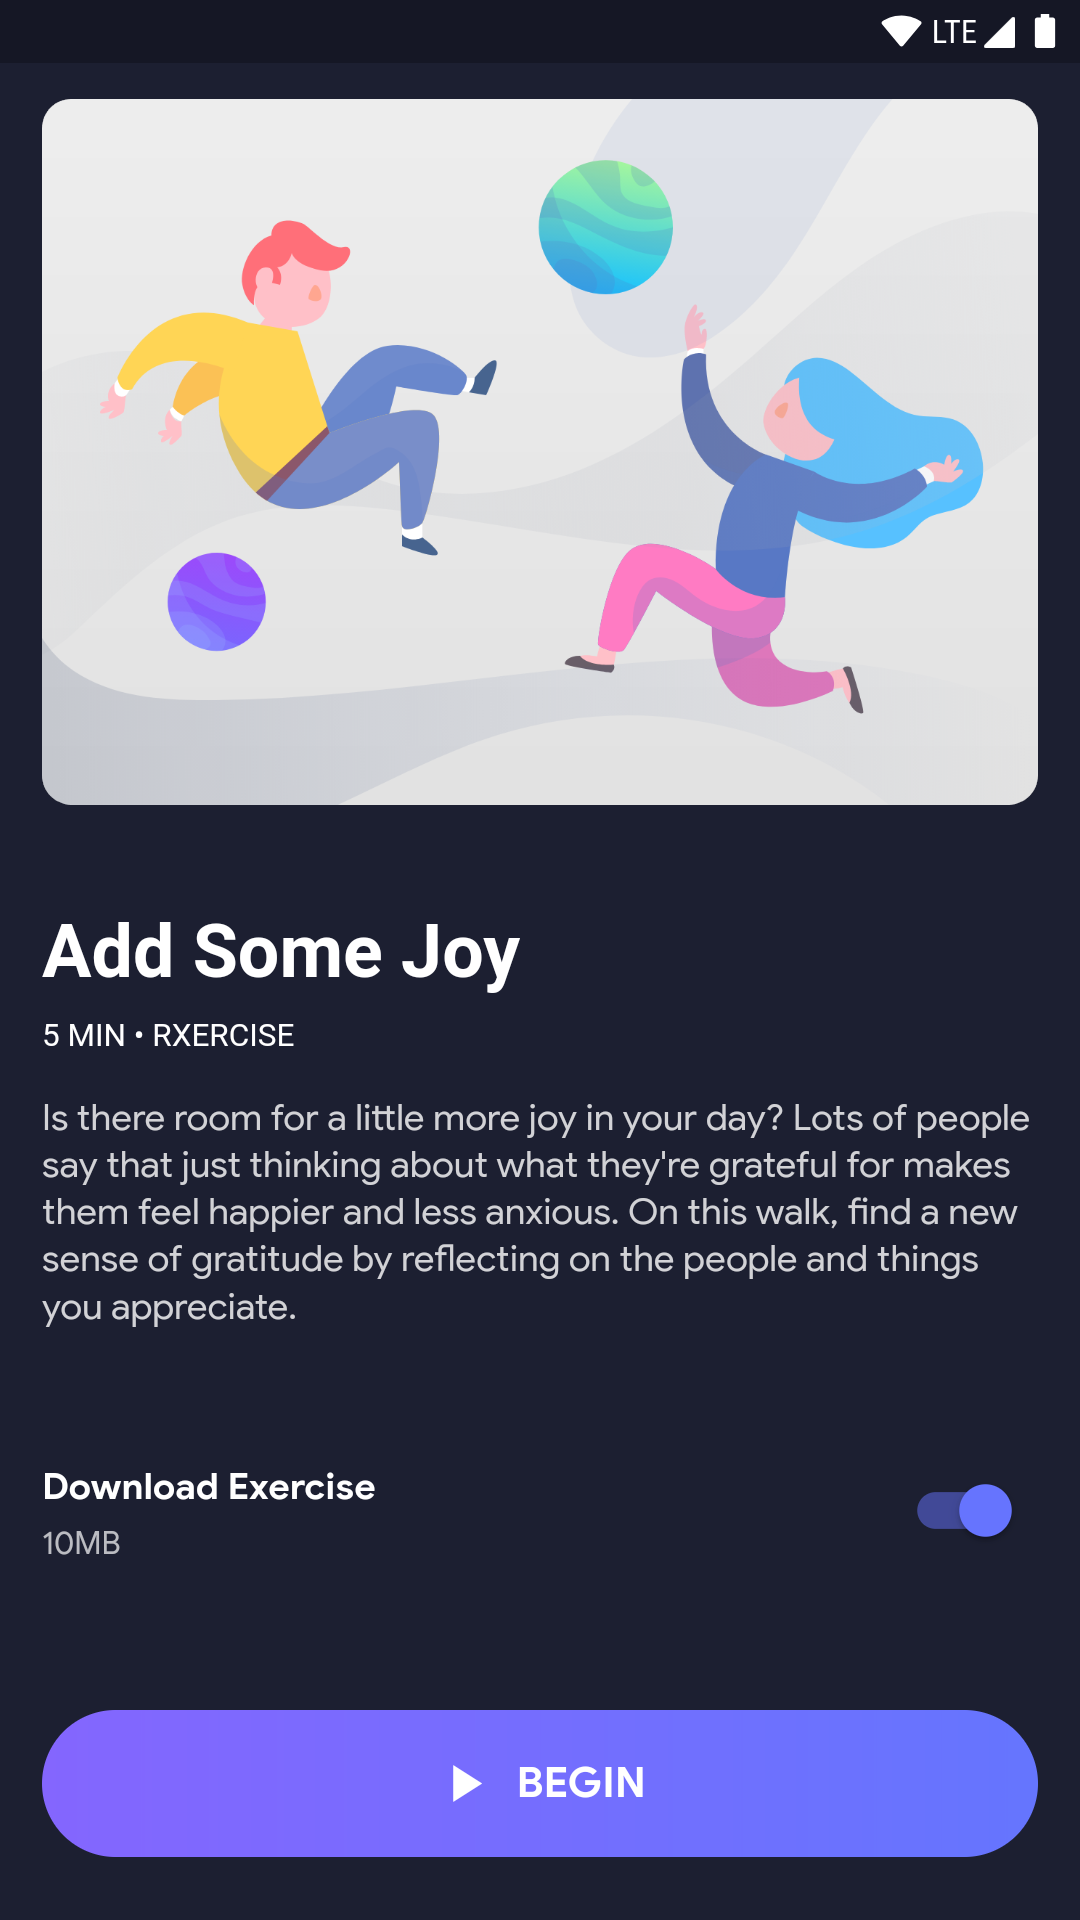 LTE
Add Some Joy
5 MIN • RXERCISE
Is there room for a little more joy in your day? Lots of people
say that just thinking about what they're grateful for makes
them feel happier and less anxious. On this walk, find a new
sense of gratitude by reflecting on the people and things
you appreciate.
Download Exercise
10MB
BEGIN